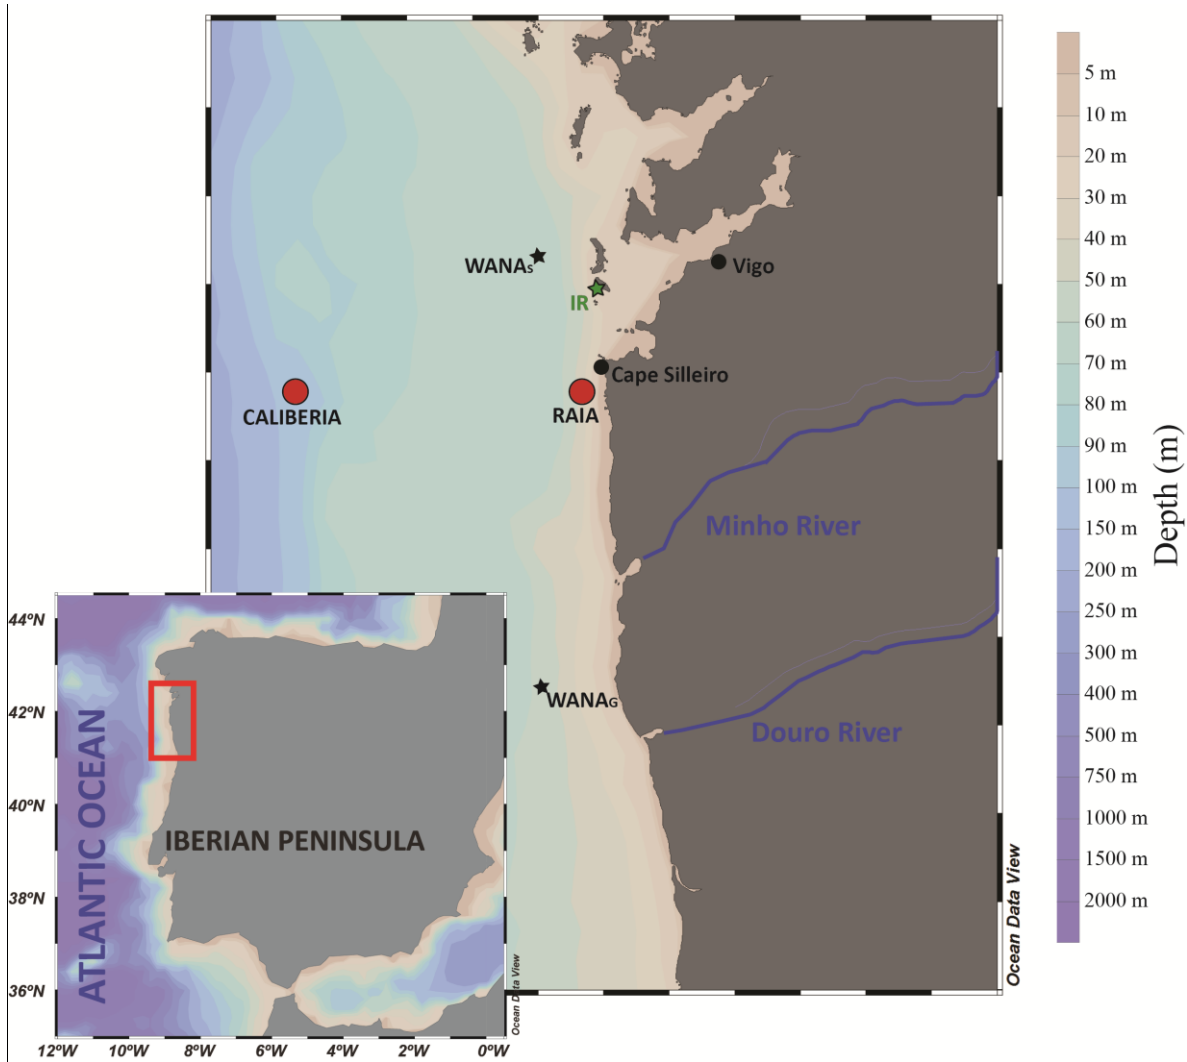 5 m
10 m
20 m
30 m
40 m
50 m
60 m
70 m
80 m
90 m
100 m
150 m
200 m
250 m
300 m
400 m
500 m
750 m
1000 m
1500 m
2000 m
Depth (m)
WANAS
Vigo
IR
Cape Silleiro
CALIBERIA
RAIA
Minho River
WANAG
Douro River
Ocean Data View
44ºN
42ºN
40ºN
38ºN
36ºN
ATLANTIC OCEAN
IBERIAN PENINSULA
Ocean Data View
12ºW
10ºW
8ºW
6ºW
4ºW
2ºW
0ºW